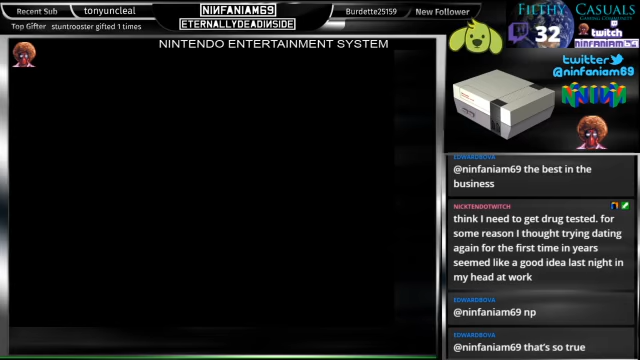 Recent Sub
tonyuncleal
NINFANIAM69
Burdette25159
New Follower
Top Gifter
stuntrooster gifted 1 times
ETERNALLYDEADINSIDE
FILTHY CASUALS
GAMING COMMUNITY
32
twitch
NINFANIAM69
NINTENDO ENTERTAINMENT SYSTEM
twitter
@ninfaniam69
EDWARDBOVA
@ninfaniam69 the best in the
business
NICKTENDOTWITCH
think I need to get drug tested. for
some reason I thought trying dating
again for the first time in years
seemed like a good idea last night in
my head at work
EDWARDBOVA
@ninfaniam69 np
EDWARDBOVA
@ninfaniam69 that's so true